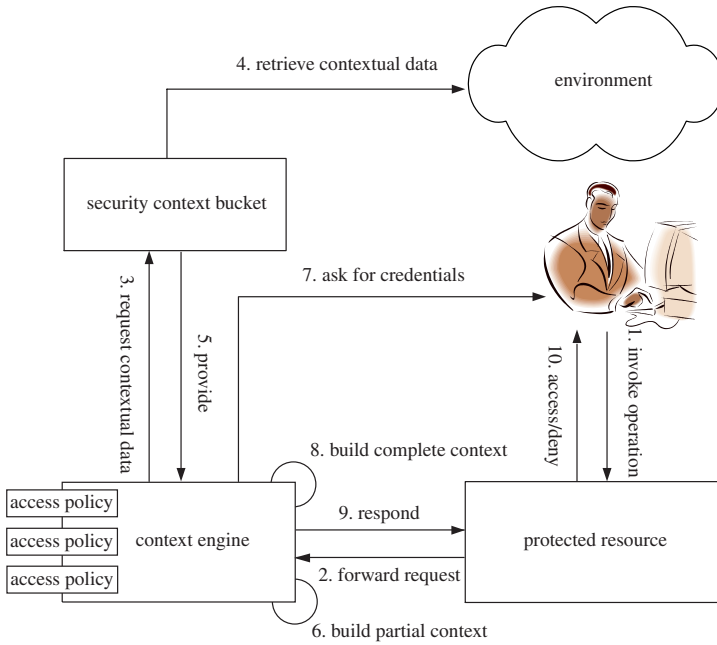 4. retrieve contextual data
environment
security context bucket
7. ask for credentials
3. request contextual data
5. provide
10. access/deny
1. invoke operation
8. build complete context
access policy
access policy
access policy
context engine
9. respond
2. forward request
protected resource
6. build partial context